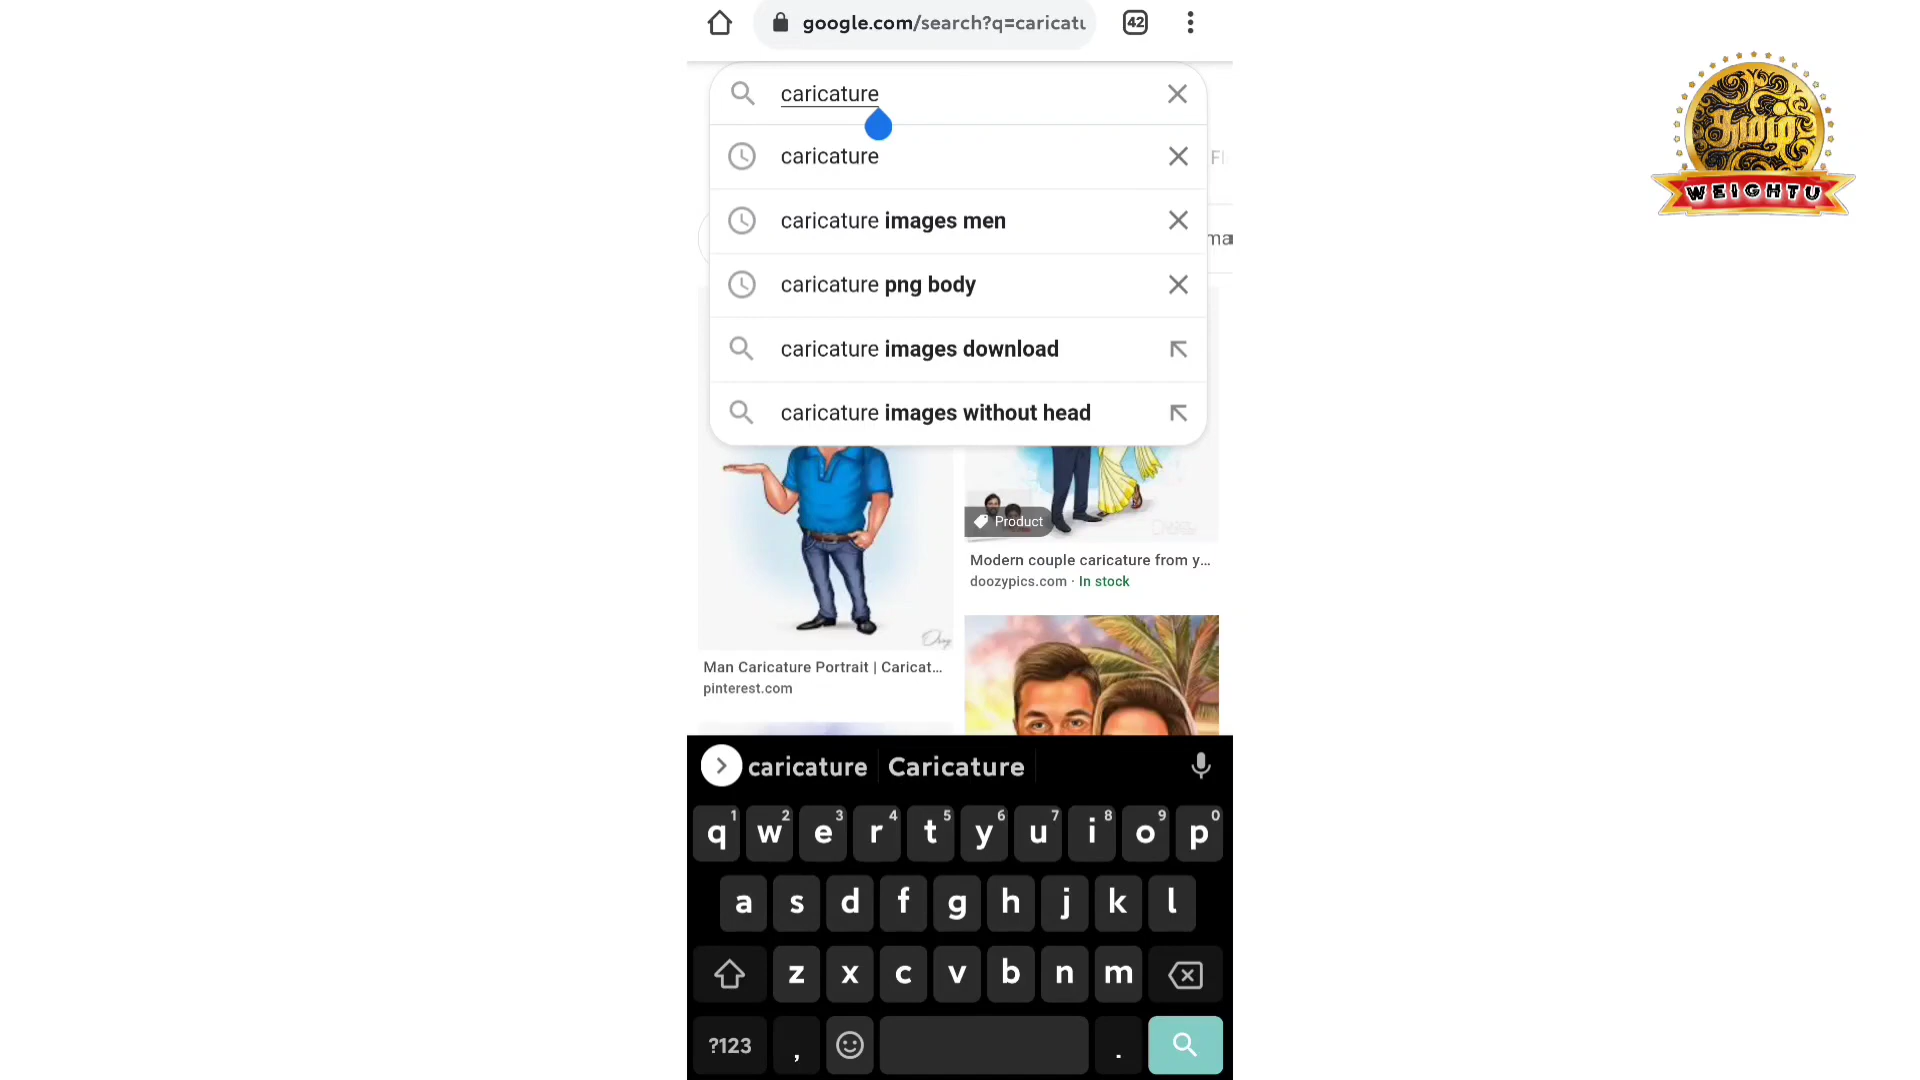 google.com/search?q=caricatu
42
caricature
caricature
caricature images men
caricature png body
caricature images download
caricature images without head
Product
Modern couple caricature from y...
doozypics.com · In stock
Man Caricature Portrait | Caricat...
pinterest.com
caricature Caricature
q1 w2 e3 r4 t5 y6 u7 i8 o9 p0
a s d f g h j k l
z x c v b n m
?123 , .
தமிழ்
WEIGHTU